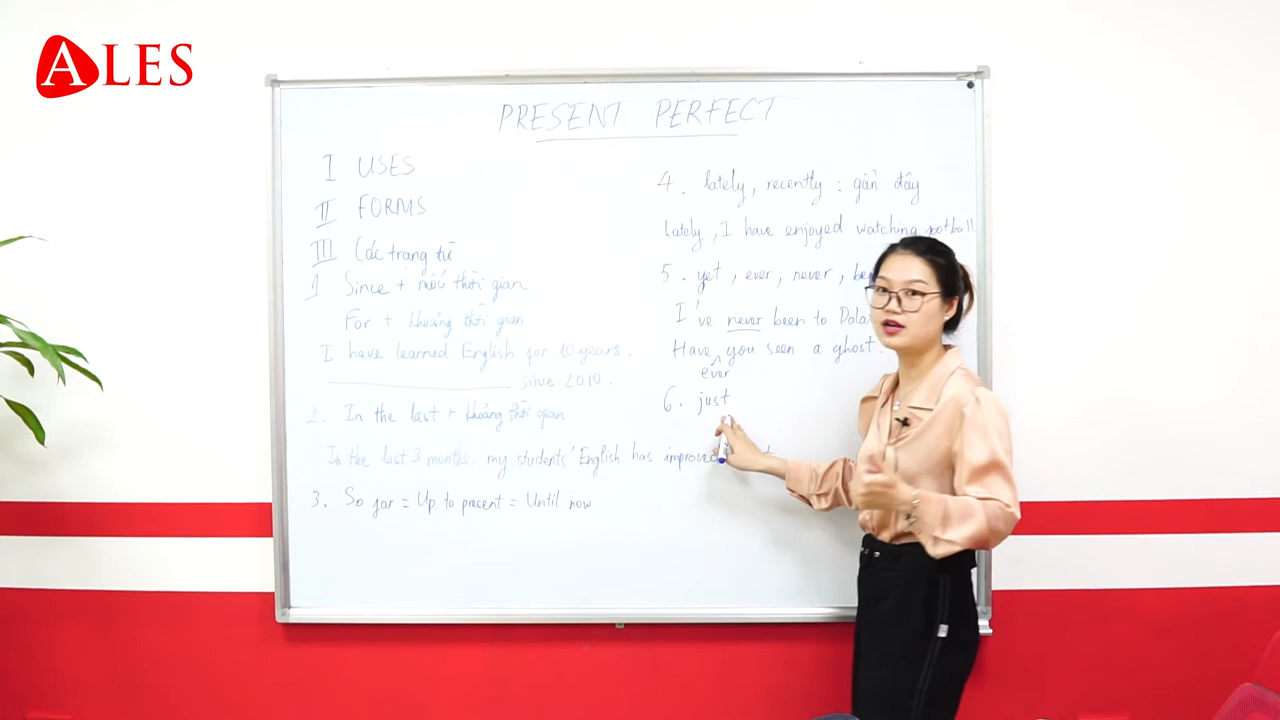 ALES
PRESENT PERFECT
I USES
II FORMS
III Các trạng từ
1 Since + mốc thời gian
For + khoảng thời gian
I have learned English for 10 years.
since 2010.
2. In the last + khoảng thời gian
In the last 3 months, my students' English has improved
3. So far = Up to present = Until now
4. lately, recently : gần đây
Lately, I have enjoyed watching football
5. yet, ever, never,
I've never been to
Have you seen a ghost.
ever
6. just